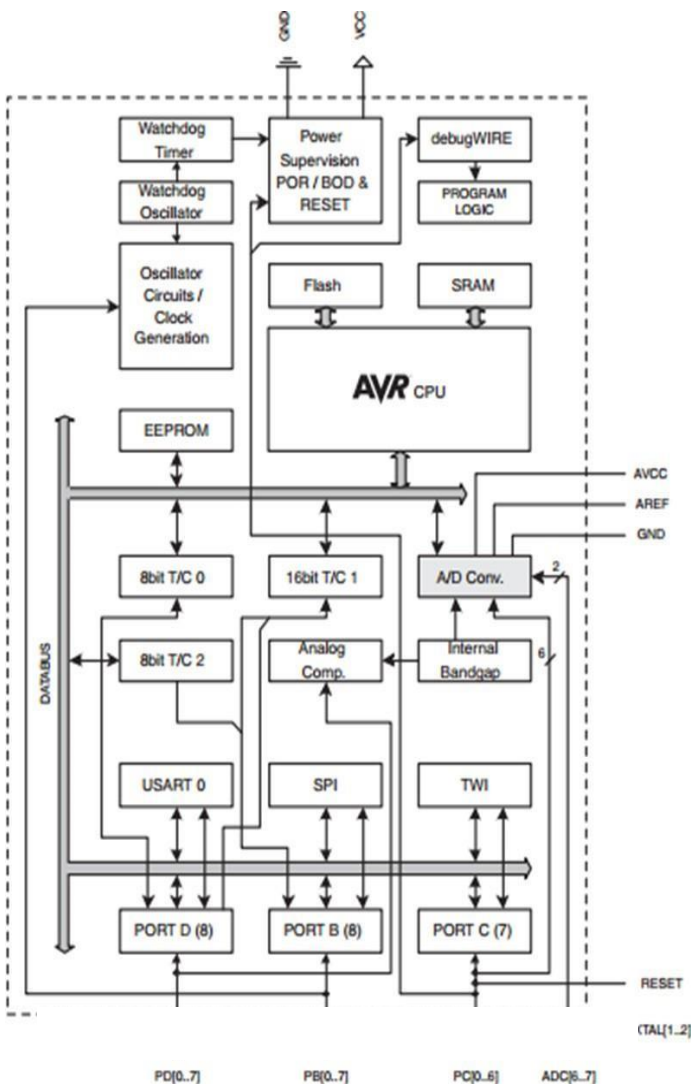 GND
VCC
Watchdog
Timer
Power
Supervision
POR / BOD &
RESET
debugWIRE
Watchdog
Oscillator
PROGRAM
LOGIC
Oscillator
Circuits /
Clock
Generation
Flash
SRAM
AVR CPU
EEPROM
AVCC
AREF
GND
8bit T/C 0
16bit T/C 1
A/D Conv.
2
8bit T/C 2
Analog
Comp.
Internal
Bandgap
6
DATABUS
USART 0
SPI
TWI
PORT D (8)
PORT B (8)
PORT C (7)
RESET
TAL[1..2]
PD[0..7]
PB[0..7]
PC[0..6]
ADC[6..7]